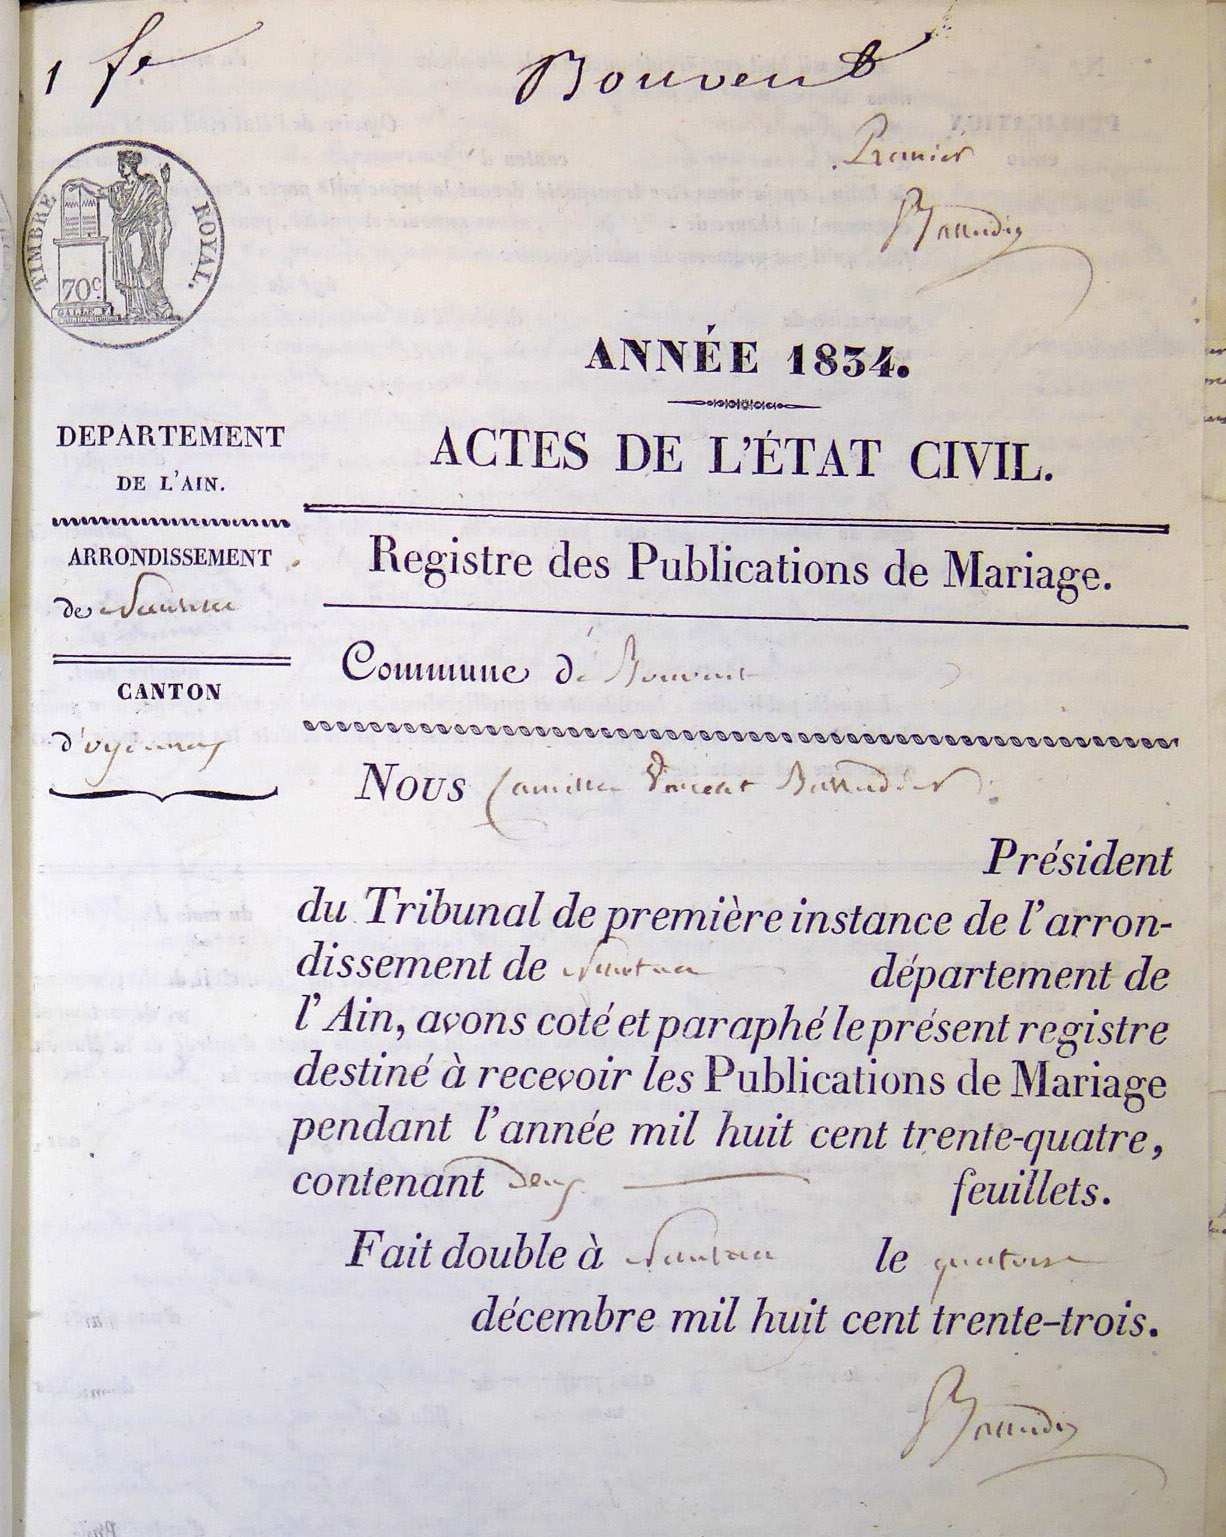 1 fe
Bouvent
Premier
TIMBRE ROYAL.
70c
ANNÉE 1834.
ACTES DE L'ÉTAT CIVIL.
DEPARTEMENT
DE L'AIN.
ARRONDISSEMENT
de Nantua
CANTON
d'oyonnax
Registre des Publications de Mariage.
Commune de Bouvent
Nous Camille Vincent
Président
du Tribunal de première instance de l'arron-
dissement de Nantua département de
l'Ain, avons coté et paraphé le présent registre
destiné à recevoir les Publications de Mariage
pendant l'année mil huit cent trente-quatre,
contenant Deux feuillets.
Fait double à Nantua le quatorze
décembre mil huit cent trente-trois.